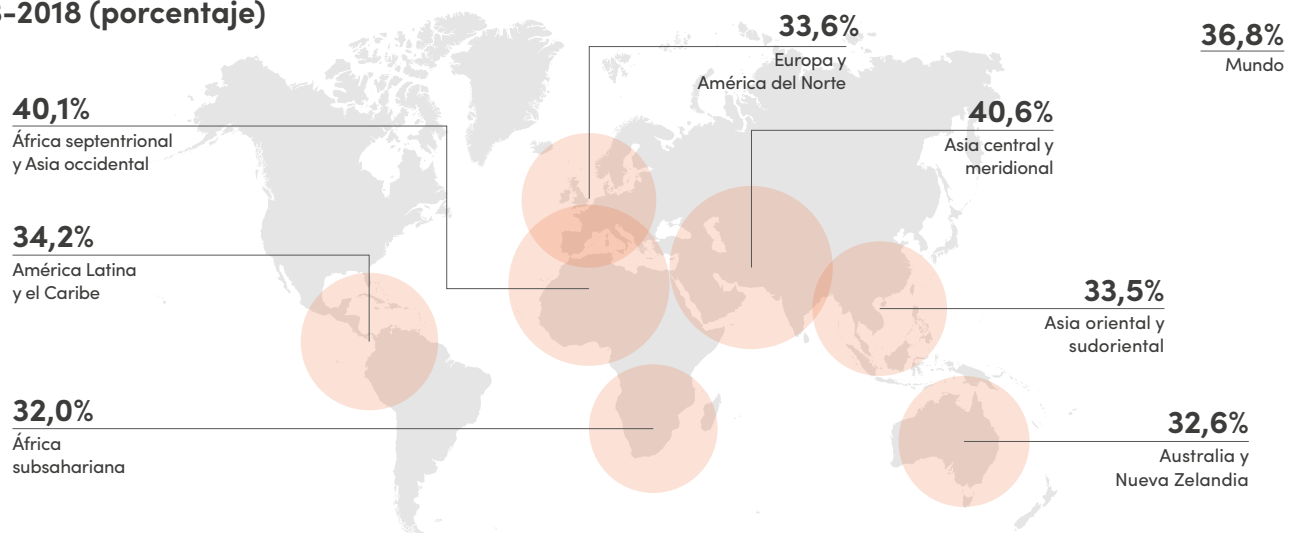 -2018 (porcentaje)
33,6%
Europa y
América del Norte
36,8%
Mundo
40,1%
África septentrional
y Asia occidental
40,6%
Asia central y
meridional
34,2%
América Latina
y el Caribe
33,5%
Asia oriental y
sudoriental
32,0%
África
subsahariana
32,6%
Australia y
Nueva Zelandia